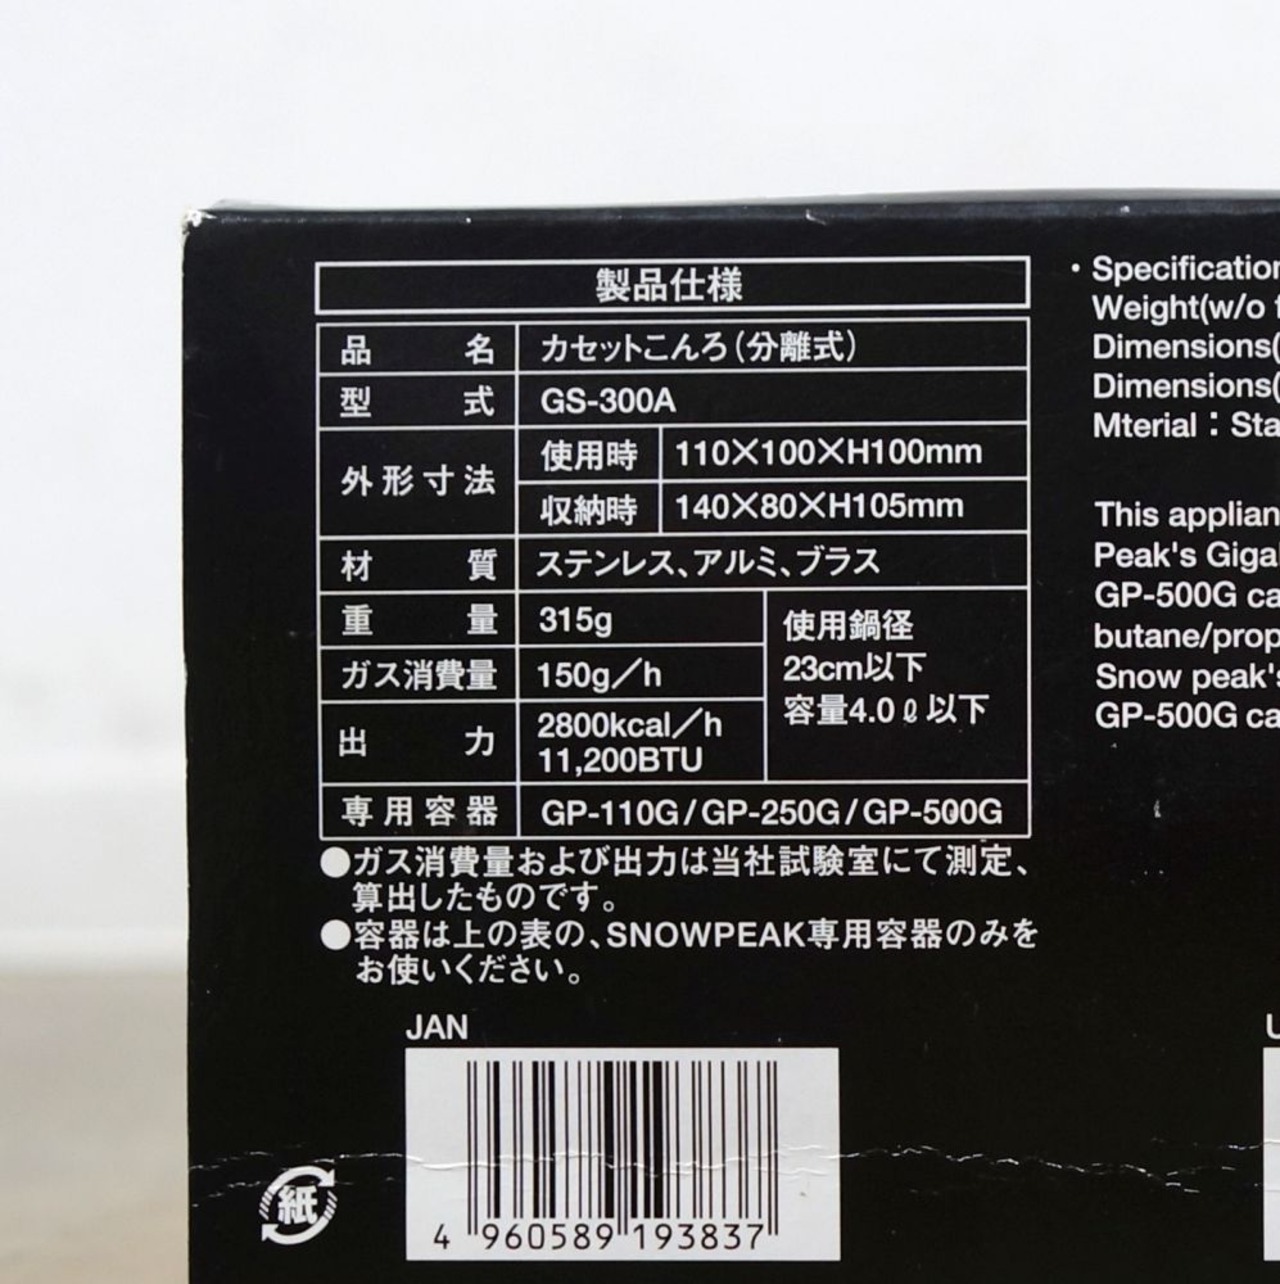 製品仕様
品名 カセットこんろ(分離式)
型式 GS-300A
外形寸法 使用時 110×100×H100mm
収納時 140×80×H105mm
材質 ステンレス、アルミ、ブラス
重量 315g
ガス消費量 150g/h
出力 2800kcal/h
11,200BTU
使用鍋径
23cm以下
容量4.0ℓ以下
専用容器 GP-110G/GP-250G/GP-500G
●ガス消費量および出力は当社試験室にて測定、
算出したものです。
●容器は上の表の、SNOWPEAK専用容器のみを
お使いください。
JAN
4 960589 193837
紙
・Specification
Weight(w/o
Dimensions(
Dimensions(
Mterial:
This
Peak's
GP-500G
Snow peak's
GP-500G